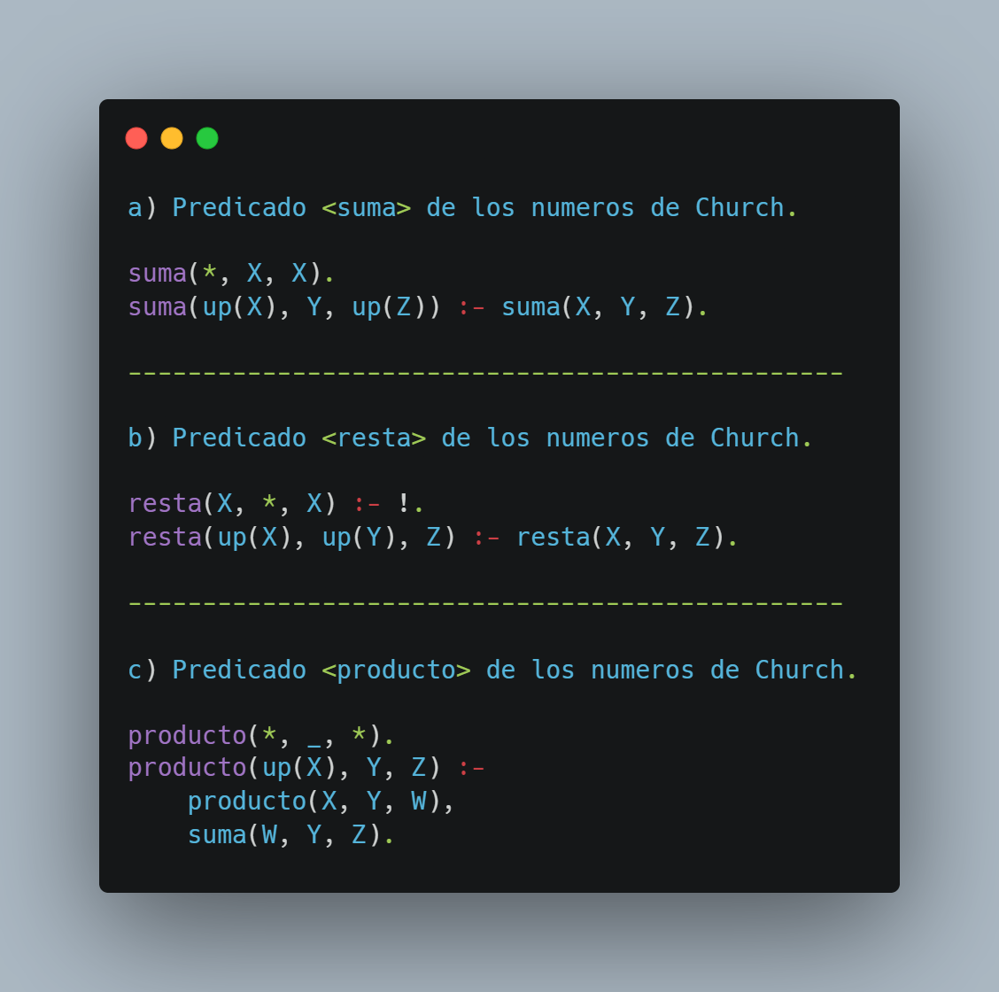 a) Predicado <suma> de los numeros de Church.
suma(*, X, X).
suma(up(X), Y, up(Z)) :- suma(X, Y, Z).
------------------------------------------------
b) Predicado <resta> de los numeros de Church.
resta(X, *, X) :- !.
resta(up(X), up(Y), Z) :- resta(X, Y, Z).
------------------------------------------------
c) Predicado <producto> de los numeros de Church.
producto(*, _, *).
producto(up(X), Y, Z) :-
    producto(X, Y, W),
    suma(W, Y, Z).